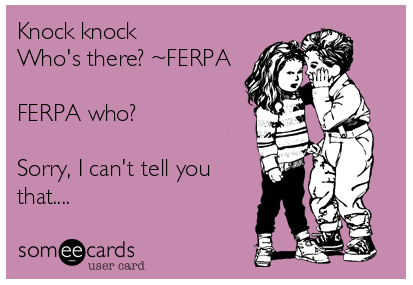 Knock knock
Who's there? ~FERPA
FERPA who?
Sorry, I can't tell you
that....
someecards
user card